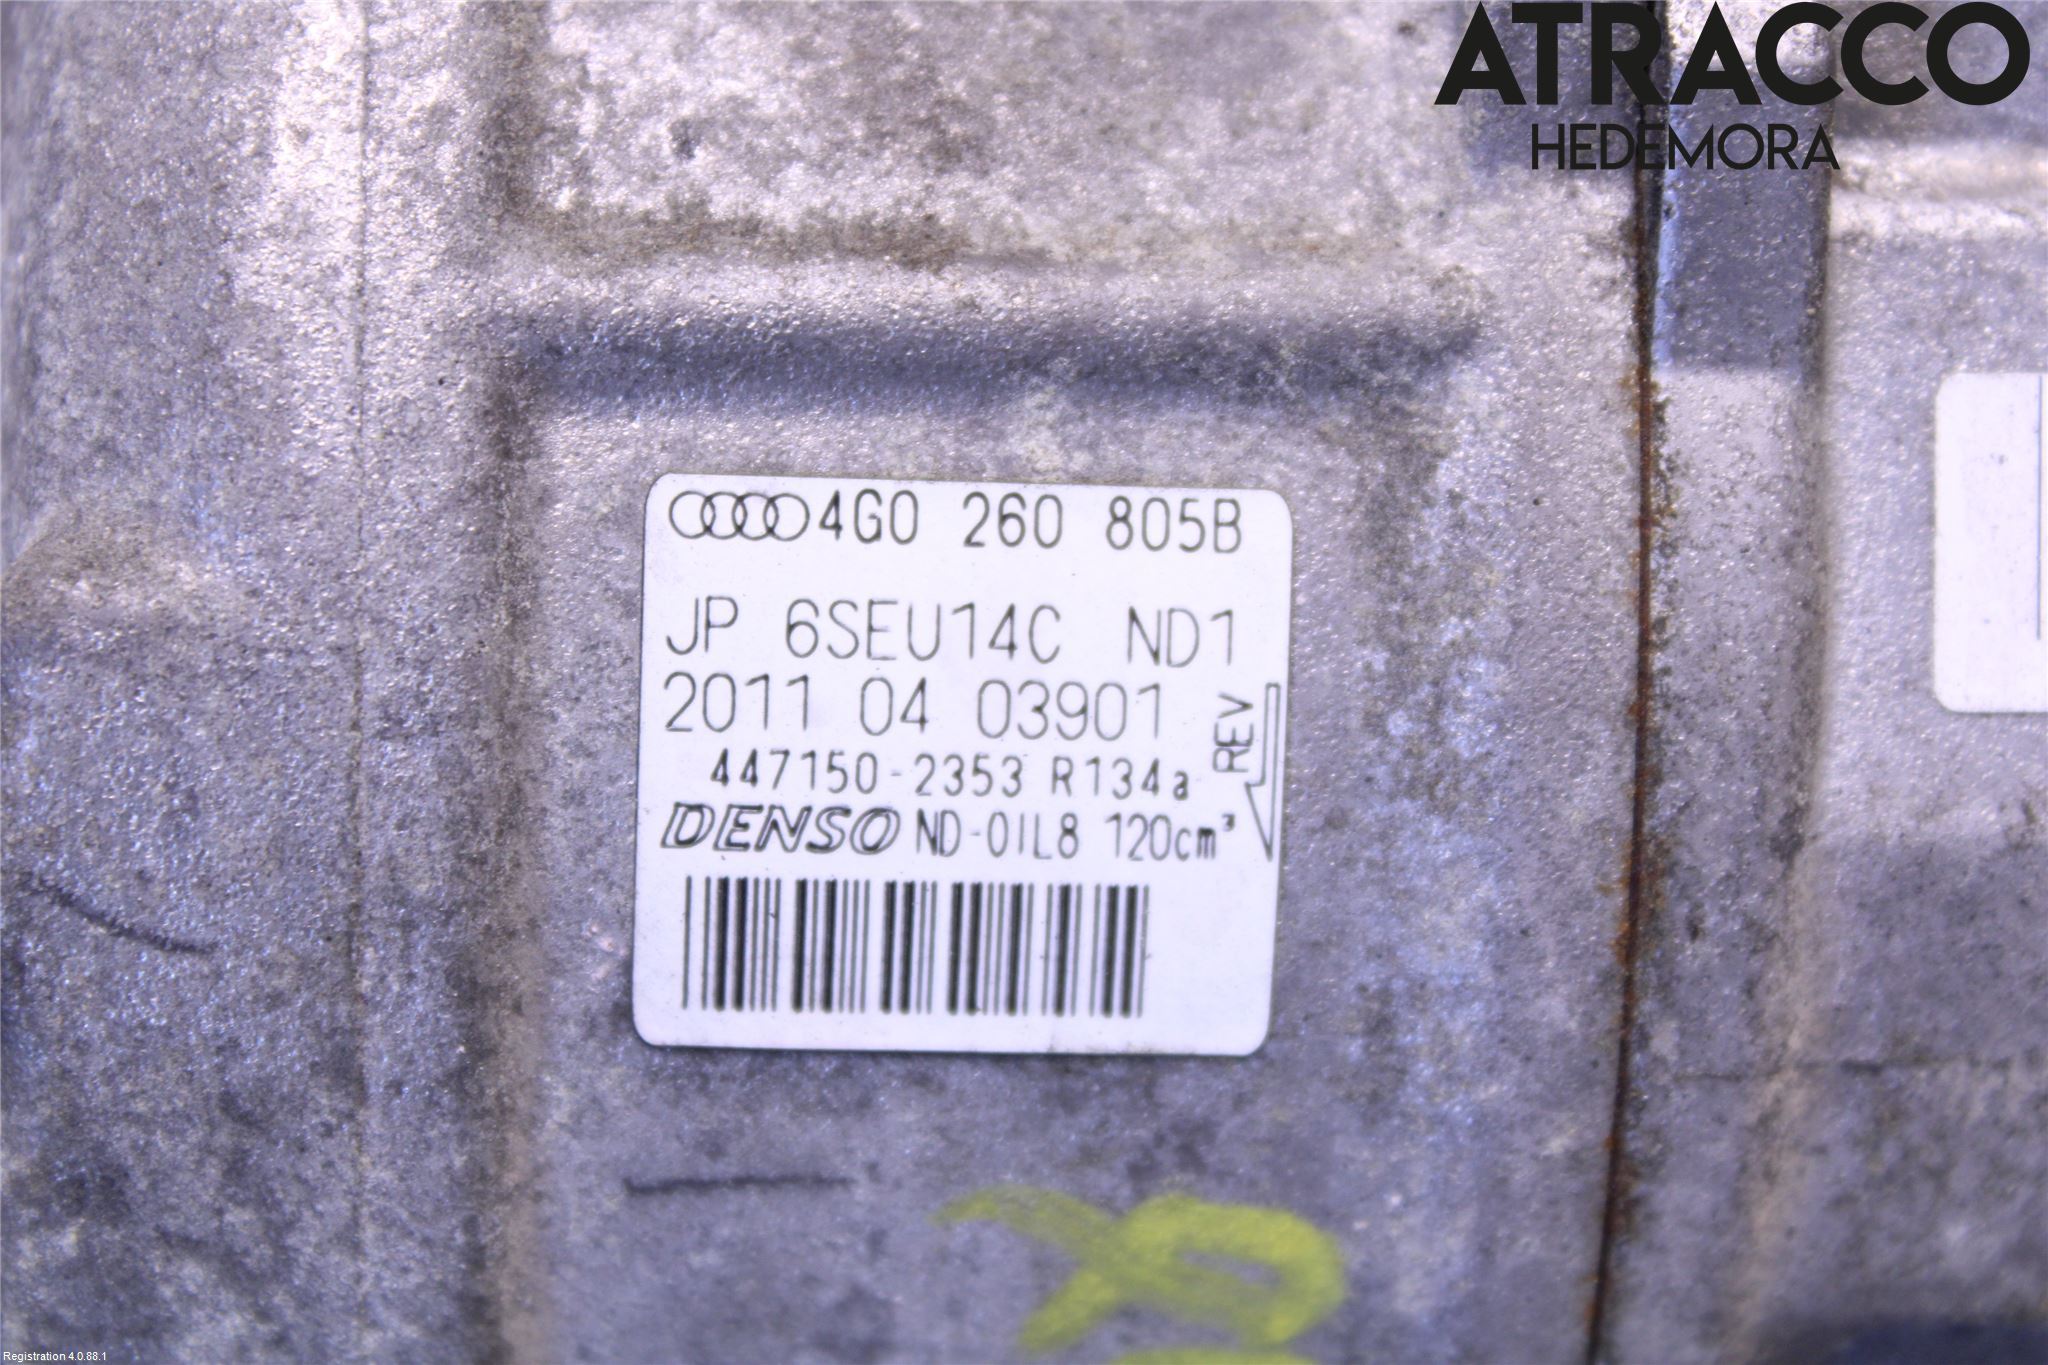 ATRACCO
HEDEMORA
4G0 260 805B
JP 6SEU14C ND1
2011 04 03901
REV
447150-2353 R134a
DENSO ND-OIL8 120cm³
Registration 4.0.88.1